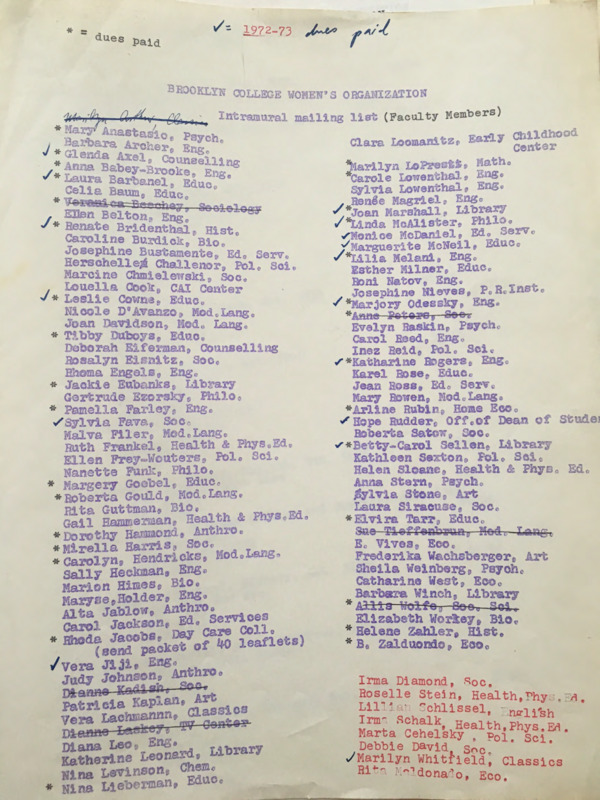 * = dues paid
✓= 1972-73 dues paid
BROOKLYN COLLEGE WOMEN'S ORGANIZATION
Intramural mailing list (Faculty Members)
* Mary Anastasio, Psych.
Barbara Archer, Eng.
✓* Glenda Axel, Counselling
* Anna Babey-Brooke, Eng.
✓* Laura Barbanel, Educ.
Celia Baum, Educ.
* Veronica Beechey, Sociology
Ellen Belton, Eng.
✓* Renate Bridenthal, Hist.
Caroline Burdick, Bio.
Josephine Bustamente, Ed. Serv.
Herschelle Challenor, Pol. Sci.
Marcine Chmielewski, Soc.
Louella Cook, CAI Center
✓* Leslie Cowne, Educ.
Nicole D'Avanzo, Mod.Lang.
Joan Davidson, Mod. Lang.
* Tibby Duboys, Educ.
Deborah Eiferman, Counselling
Rosalyn Eisnitz, Soc.
Rhoma Engels, Eng.
* Jackie Eubanks, Library
Gertrude Ezorsky, Philo.
* Pamella Farley, Eng.
✓ Sylvia Fava, Soc.
Malva Filer, Mod.Lang.
Ruth Frankel, Health & Phys.Ed.
Ellen Frey-Wouters, Pol. Sci.
Nanette Funk, Philo.
* Margery Goebel, Educ.
* Roberta Gould, Mod.Lang.
Rita Guttman, Bio.
Gail Hammerman, Health & Phys.Ed.
* Dorothy Hammond, Anthro.
* Mirella Harris, Soc.
* Carolyn, Hendricks, Mod.Lang.
Sally Heckman, Eng.
Marion Himes, Bio.
Maryse,Holder, Eng.
Alta Jablow, Anthro.
Carol Jackson, Ed. Services
* Rhoda Jacobs, Day Care Coll.
(send packet of 40 leaflets)
✓ Vera Jiji, Eng.
Judy Johnson, Anthro.
Dianne Kadish, Soc.
Patricia Kaplan, Art
Vera Lachmann, Classics
Dianne Laskey, TV Center
Diana Leo, Eng.
Katherine Leonard, Library
Nina Levinson, Chem.
* Nina Lieberman, Educ.
Clara Loomanitz, Early Childhood
Center
*Marilyn LoPresti, Math.
*Carole Lowenthal, Eng.
Sylvia Lowenthal, Eng.
Renée Magriel, Eng.
✓*Joan Marshall, Library
✓*Linda McAlister, Philo.
✓Monice McDaniel, Ed. Serv.
✓Marguerite McNeil, Educ.
✓*Lilia Melani, Eng.
Esther Milner, Educ.
Roni Natov, Eng.
Josephine Nieves, P.R.Inst.
✓*Marjory Odessky, Eng.
*Anne Peters, Soc.
Evelyn Raskin, Psych.
Carol Reed, Eng.
Inez Reid, Pol. Sci.
✓*Katharine Rogers, Eng.
Karel Rose, Educ.
Jean Ross, Ed. Serv.
Mary Rowen, Mod.Lang.
*Arline Rubin, Home Eco.
✓ Hope Rudder, Off.of Dean of Studen
Roberta Satow, Soc.
✓*Betty-Carol Sellen, Library
Kathleen Sexton, Pol. Sci.
Helen Sloane, Health & Phys. Ed.
Anna Stern, Psych.
Sylvia Stone, Art
Laura Siracuse, Soc.
*Elvira Tarr, Educ.
Sue Tieffenbrun, Mod. Lang.
E. Vives, Eco.
Frederika Wachsberger, Art
Sheila Weinberg, Psych.
Catharine West, Eco.
Barbara Winch, Library
*Allis Wolfe, Soc. Sci.
Elizabeth Workey, Bio.
* Helene Zahler, Hist.
* B. Zalduondo, Eco.
Irma Diamond, Soc.
Roselle Stein, Health,Phys.Ed.
Lillian Schlissel, English
Irma Schalk, Health,Phys.Ed.
Marta Cehelsky, Pol. Sci.
Debbie David, Soc.
✓Marilyn Whitfield, Classics
Rita Maldonado, Eco.